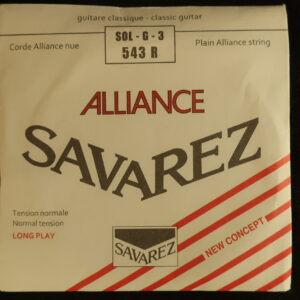 guitare classique - classic guitar
SOL - G - 3
Corde Alliance nue
543 R
Plain Alliance string
ALLIANCE
SAVAREZ
Tension normale
Normal tension
LONG PLAY
SAVAREZ
NEW CONCEPT